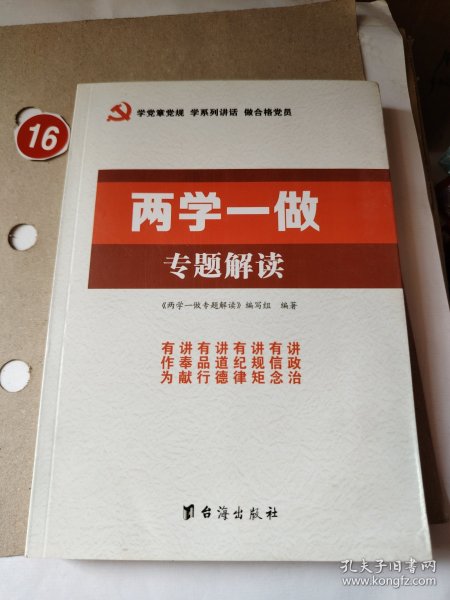 学党章党规 学系列讲话 做合格党员
16
两学一做
专题解读
《两学一做专题解读》编写组 编著
有讲有讲有讲有讲
作奉品道纪规信政
为献行德律矩念治
台海出版社
孔夫子旧书网
www.kongfz.com